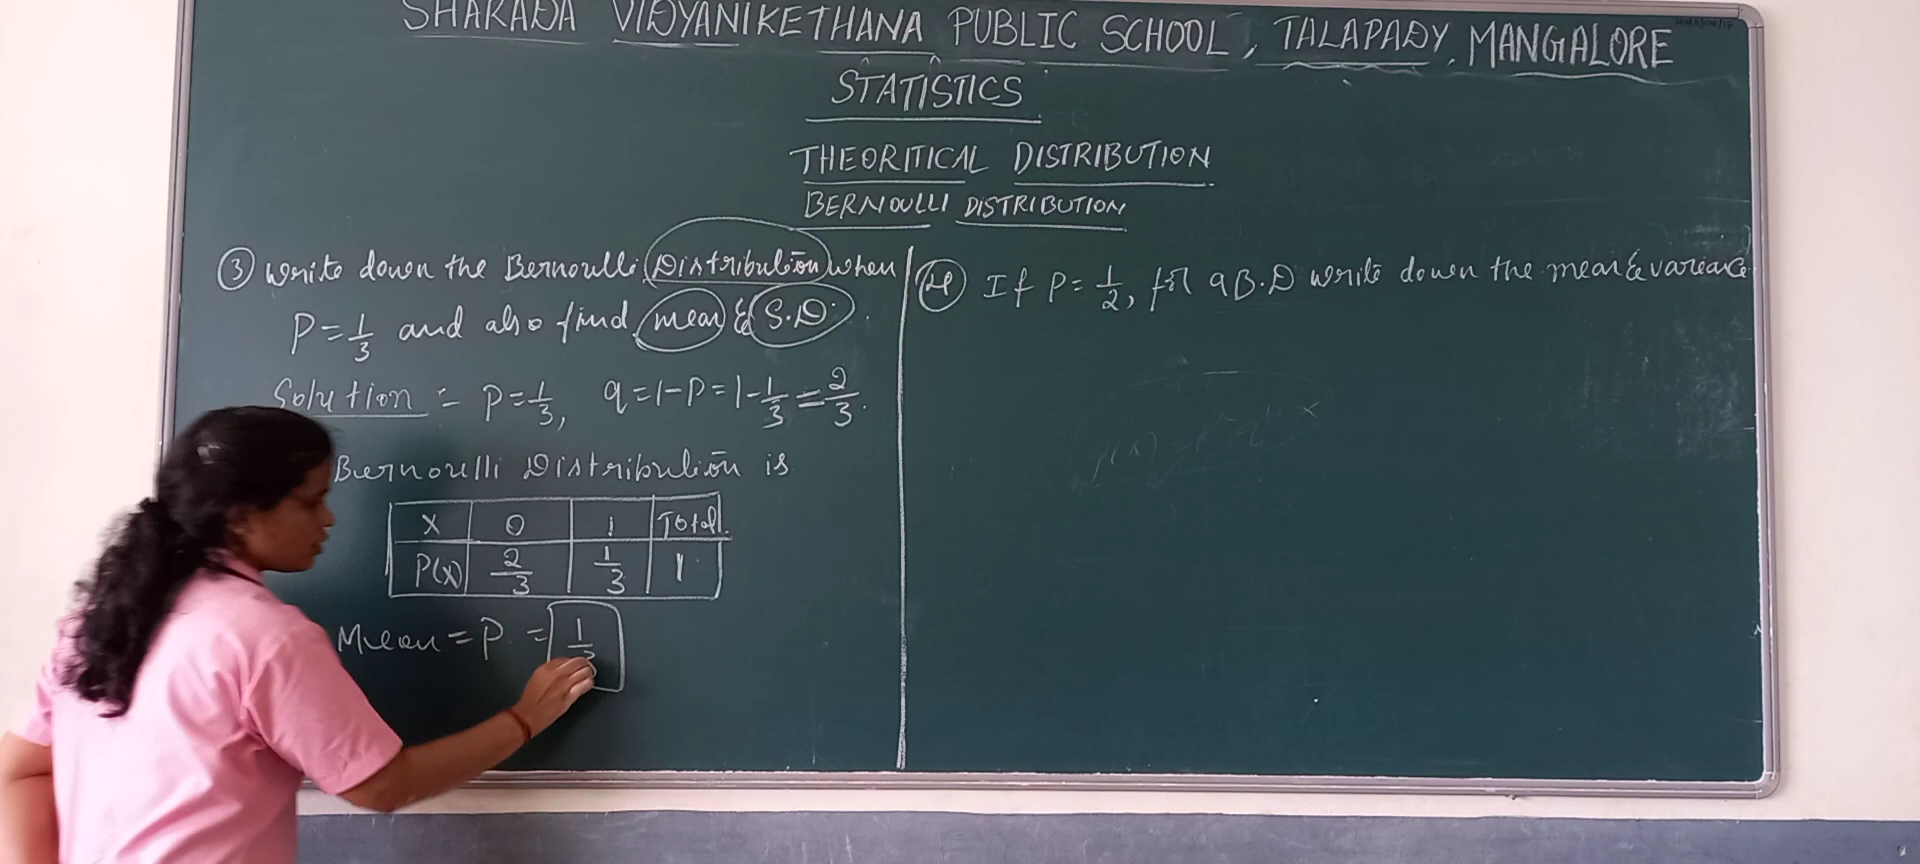 SHARADA VIDYANIKETHANA PUBLIC SCHOOL, TALAPADY, MANGALORE
STATISTICS
THEORITICAL DISTRIBUTION
BERNOULLI DISTRIBUTION
③ Write down the Bernoulli Distribution when
P = 1/3 and also find mean & S.D.
Solution :- P = 1/3, q = 1-P = 1 - 1/3 = 2/3.
Bernoulli Distribution is
X 0 1 Total
P(x) 2/3 1/3 1
Mean = P = 1/3
④ If P = 1/2, for a B.D write down the mean & variance